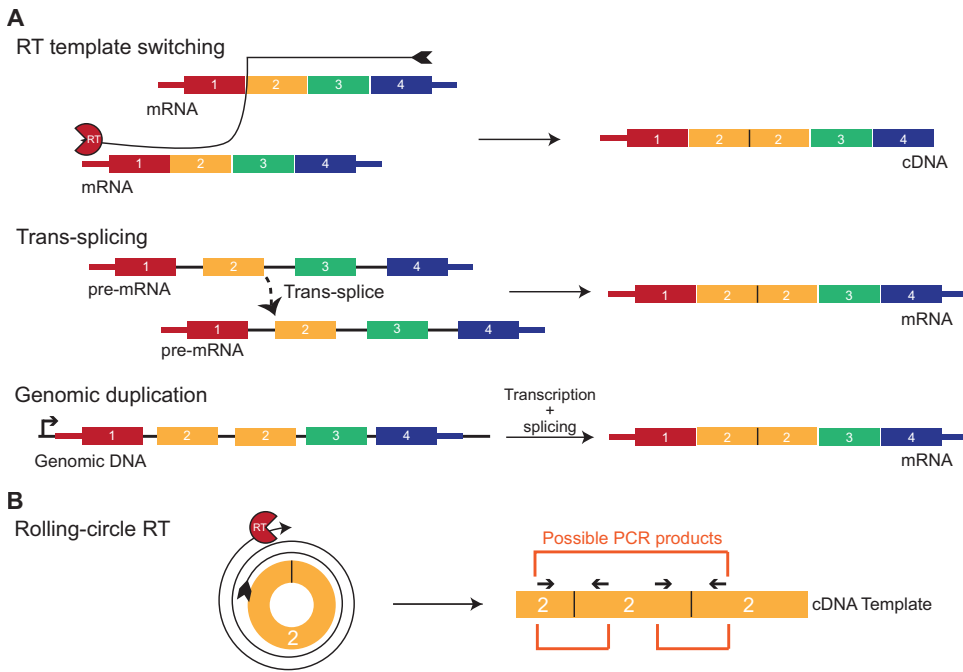 A
RT template switching
1 2 3 4
mRNA
RT
1 2 3 4
mRNA
1 2 2 3 4
cDNA
Trans-splicing
1 2 3 4
pre-mRNA
Trans-splice
1 2 3 4
pre-mRNA
1 2 2 3 4
mRNA
Genomic duplication
1 2 2 3 4
Genomic DNA
Transcription
+
splicing
1 2 2 3 4
mRNA
B
Rolling-circle RT
RT
2
Possible PCR products
2 2 2
cDNA Template